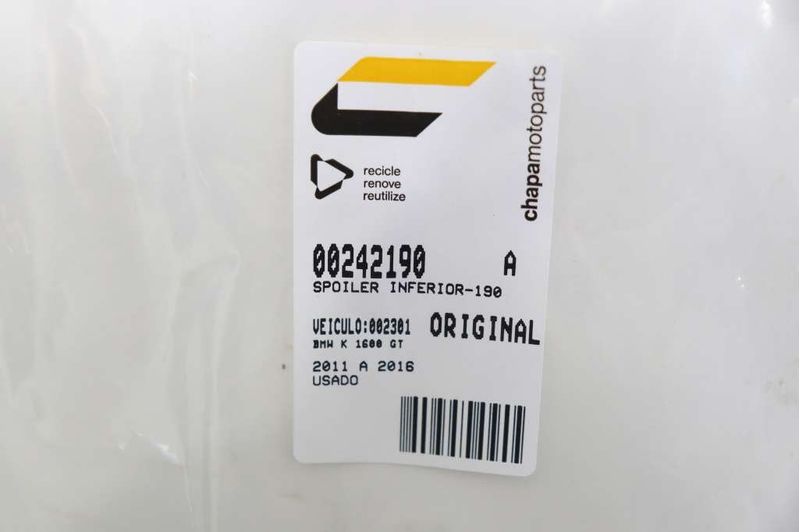 chapamotoparts
recicle
renove
reutilize
00242190 A
SPOILER INFERIOR-190
VEICULO:002301 ORIGINAL
BMW K 1600 GT
2011 A 2016
USADO